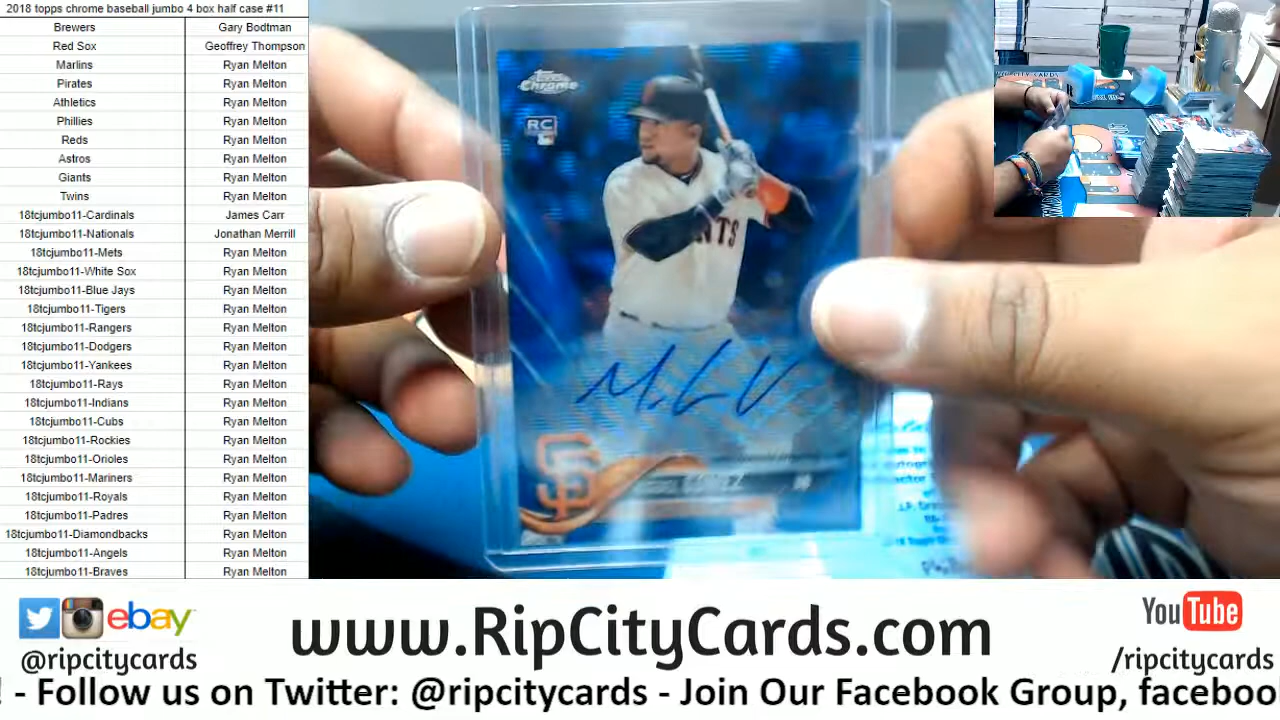 2018 topps chrome baseball jumbo 4 box half case #11
Brewers Gary Bodtman
Red Sox Geoffrey Thompson
Marlins Ryan Melton
Pirates Ryan Melton
Athletics Ryan Melton
Phillies Ryan Melton
Reds Ryan Melton
Astros Ryan Melton
Giants Ryan Melton
Twins Ryan Melton
18tcjumbo11-Cardinals James Carr
18tcjumbo11-Nationals Jonathan Merrill
18tcjumbo11-Mets Ryan Melton
18tcjumbo11-White Sox Ryan Melton
18tcjumbo11-Blue Jays Ryan Melton
18tcjumbo11-Tigers Ryan Melton
18tcjumbo11-Rangers Ryan Melton
18tcjumbo11-Dodgers Ryan Melton
18tcjumbo11-Yankees Ryan Melton
18tcjumbo11-Rays Ryan Melton
18tcjumbo11-Indians Ryan Melton
18tcjumbo11-Cubs Ryan Melton
18tcjumbo11-Rockies Ryan Melton
18tcjumbo11-Orioles Ryan Melton
18tcjumbo11-Mariners Ryan Melton
18tcjumbo11-Royals Ryan Melton
18tcjumbo11-Padres Ryan Melton
18tcjumbo11-Diamondbacks Ryan Melton
18tcjumbo11-Angels Ryan Melton
18tcjumbo11-Braves Ryan Melton
Topps
Chrome
RC
NTS
SF
ebay
@ripcitycards
www.RipCityCards.com
YouTube
/ripcitycards
! - Follow us on Twitter: @ripcitycards - Join Our Facebook Group, faceboo